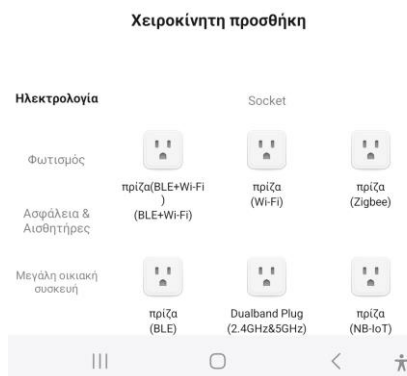 Χειροκίνητη προσθήκη
Ηλεκτρολογία
Socket
Φωτισμός
πρίζα(BLE+Wi-Fi
)
(BLE+Wi-Fi)
πρίζα
(Wi-Fi)
πρίζα
(Zigbee)
Ασφάλεια &
Αισθητήρες
Μεγάλη οικιακή
συσκευή
πρίζα
(BLE)
Dualband Plug
(2.4GHz&5GHz)
πρίζα
(NB-IoT)